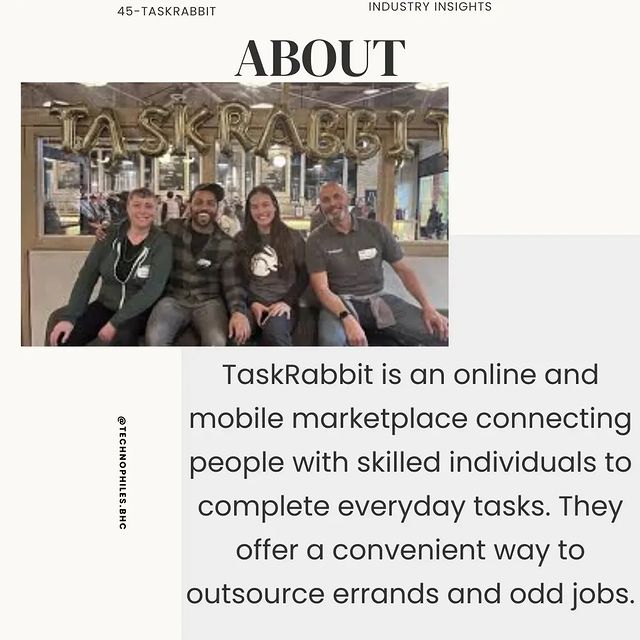 45-TASKRABBIT
INDUSTRY INSIGHTS
ABOUT
TASKRABBIT
TaskRabbit is an online and
mobile marketplace connecting
people with skilled individuals to
complete everyday tasks. They
offer a convenient way to
outsource errands and odd jobs.
@TECHNOPHILES.BHC